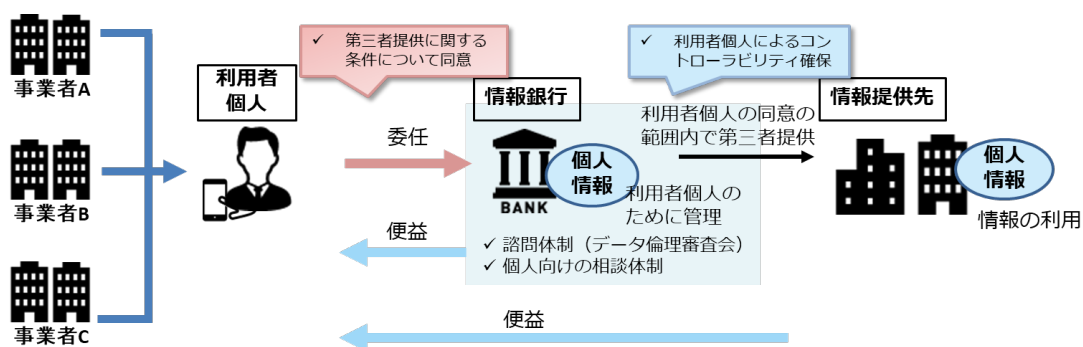 事業者A
事業者B
事業者C
利用者
個人
✓ 第三者提供に関する
条件について同意
委任
便益
情報銀行
BANK
個人
情報
利用者個人の
ために管理
✓ 諮問体制（データ倫理審査会）
✓ 個人向けの相談体制
✓ 利用者個人によるコン
トローラビリティ確保
利用者個人の同意の
範囲内で第三者提供
情報提供先
個人
情報
情報の利用
便益